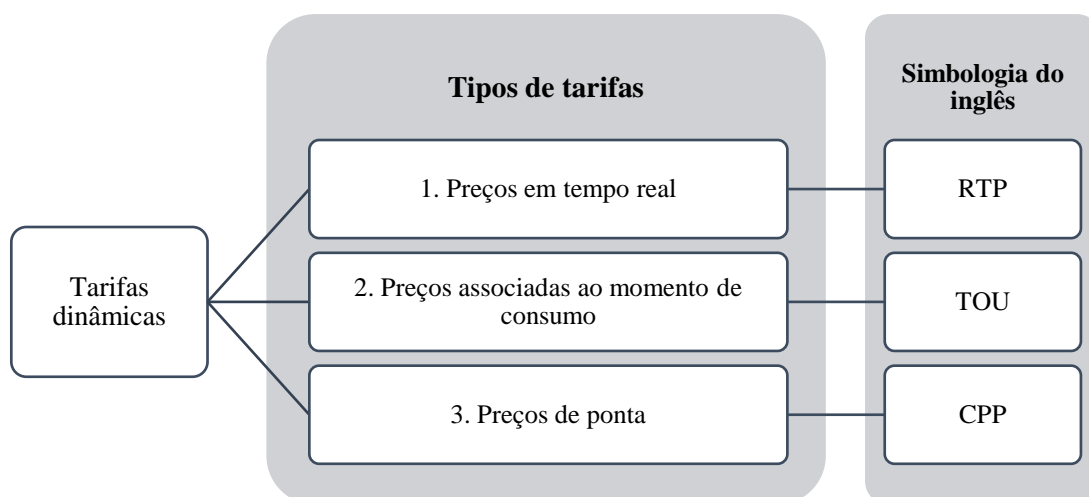 Tipos de tarifas
Simbologia do
inglês
Tarifas
dinâmicas
1. Preços em tempo real
RTP
2. Preços associadas ao momento de
consumo
TOU
3. Preços de ponta
CPP